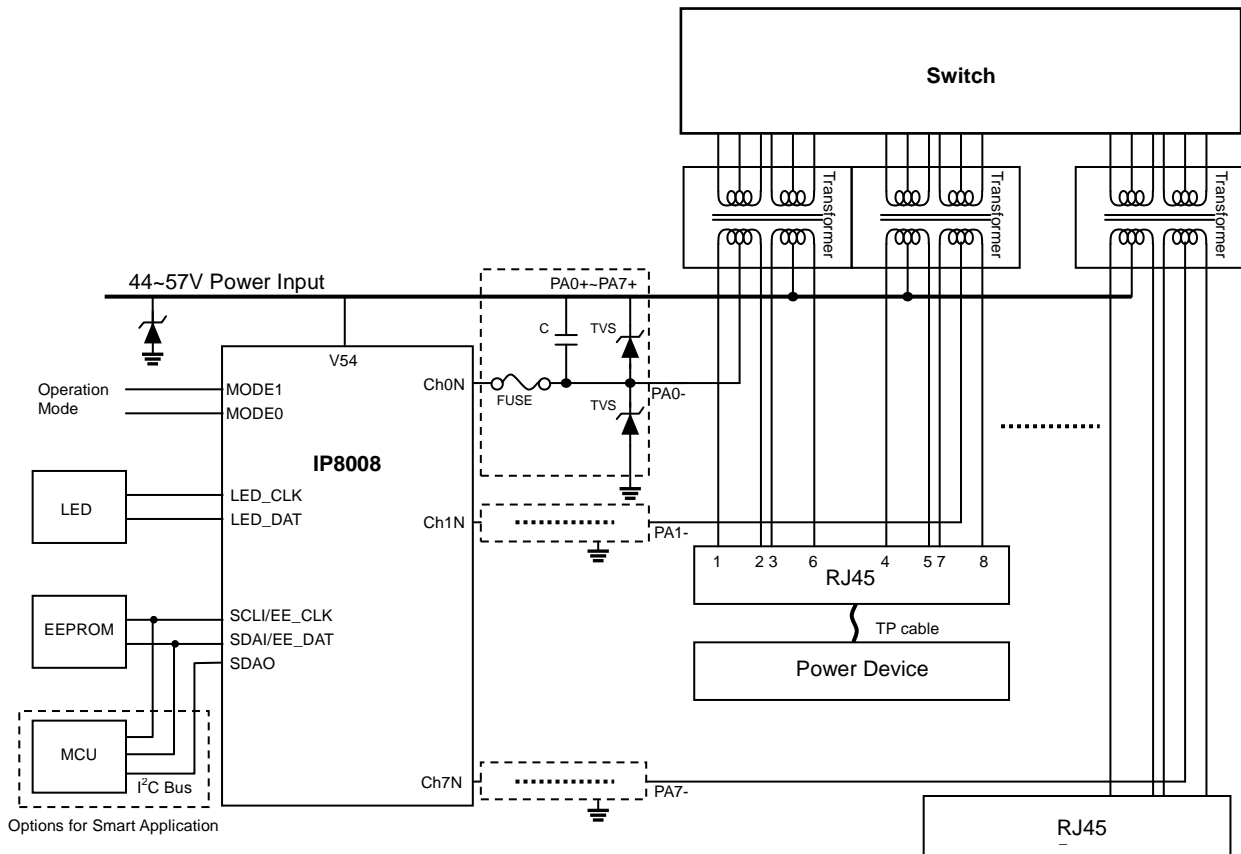 Switch
Transformer
Transformer
Transformer
44~57V Power Input
PA0+~PA7+
C
TVS
V54
Operation
Mode
MODE1
MODE0
Ch0N
FUSE
PA0-
TVS
IP8008
LED
LED_CLK
LED_DAT
Ch1N
PA1-
1
2
3
6
4
5
7
8
RJ45
TP cable
Power Device
EEPROM
SCLI/EE_CLK
SDAI/EE_DAT
SDAO
MCU
I²C Bus
Ch7N
PA7-
Options for Smart Application
RJ45